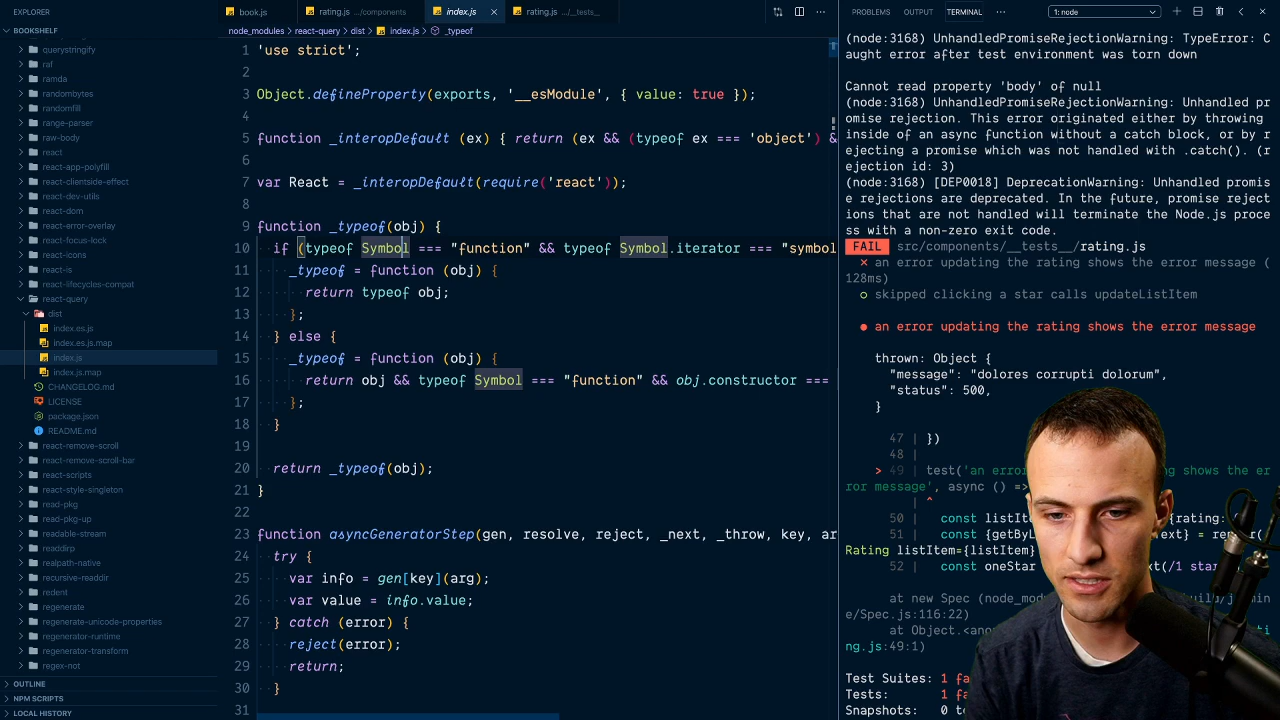 EXPLORER
BOOKSHELF
querystringify
raf
ramda
randombytes
randomfill
range-parser
raw-body
react
react-app-polyfill
react-clientside-effect
react-dev-utils
react-dom
react-error-overlay
react-focus-lock
react-icons
react-is
react-lifecycles-compat
react-query
dist
index.es.js
index.es.js.map
index.js
index.js.map
CHANGELOG.md
LICENSE
package.json
README.md
react-remove-scroll
react-remove-scroll-bar
react-scripts
react-style-singleton
read-pkg
read-pkg-up
readable-stream
readdirp
realpath-native
recursive-readdir
redent
regenerate
regenerate-unicode-properties
regenerator-runtime
regenerator-transform
regex-not
OUTLINE
NPM SCRIPTS
LOCAL HISTORY
book.js
rating.js .../components
index.js
rating.js .../__tests__
node_modules > react-query > dist > index.js > _typeof
1 'use strict';
2
3 Object.defineProperty(exports, '__esModule', { value: true });
4
5 function _interopDefault (ex) { return (ex && (typeof ex === 'object') &
6
7 var React = _interopDefault(require('react'));
8
9 function _typeof(obj) {
10 if (typeof Symbol === "function" && typeof Symbol.iterator === "symbol
11 _typeof = function (obj) {
12 return typeof obj;
13 };
14 } else {
15 _typeof = function (obj) {
16 return obj && typeof Symbol === "function" && obj.constructor ===
17 };
18 }
19
20 return _typeof(obj);
21 }
22
23 function asyncGeneratorStep(gen, resolve, reject, _next, _throw, key, ar
24 try {
25 var info = gen[key](arg);
26 var value = info.value;
27 } catch (error) {
28 reject(error);
29 return;
30 }
31
PROBLEMS OUTPUT TERMINAL ... 1: node
(node:3168) UnhandledPromiseRejectionWarning: TypeError: C
aught error after test environment was torn down
Cannot read property 'body' of null
(node:3168) UnhandledPromiseRejectionWarning: Unhandled pr
omise rejection. This error originated either by throwing
inside of an async function without a catch block, or by r
ejecting a promise which was not handled with .catch(). (r
ejection id: 3)
(node:3168) [DEP0018] DeprecationWarning: Unhandled promis
e rejections are deprecated. In the future, promise reject
ions that are not handled will terminate the Node.js proce
ss with a non-zero exit code.
FAIL src/components/__tests__/rating.js
✕ an error updating the rating shows the error message (
128ms)
○ skipped clicking a star calls updateListItem
● an error updating the rating shows the error message
thrown: Object {
"message": "dolores corrupti dolorum",
"status": 500,
}
47 | })
48 |
> 49 | test('an error ng shows the er
ror message', async () =>
| ^
50 | const listIte {rating:
51 | const {getByL ext} = render(
Rating listItem={listItem}
52 | const oneStar ext(/1 star
at new Spec (node_mod build/jasmin
e/Spec.js:116:22)
at Object.<anon ti
ng.js:49:1)
Test Suites: 1 fa
Tests: 1 fa
Snapshots: 0 to